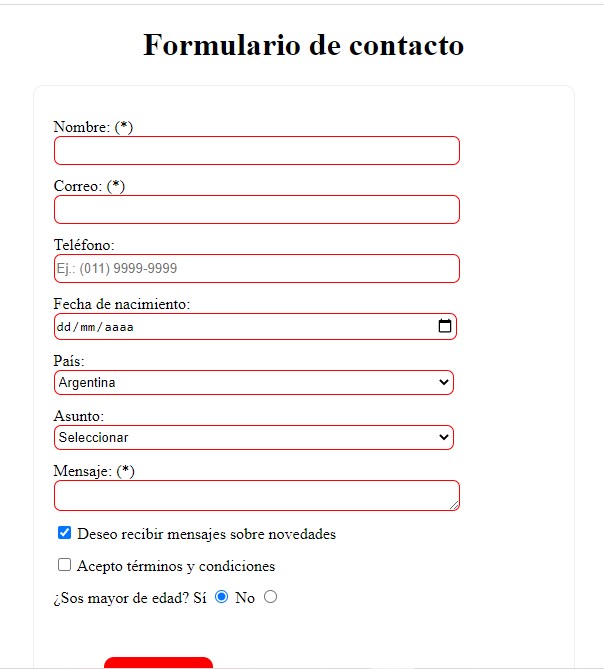 Formulario de contacto
Nombre: (*)
Correo: (*)
Teléfono:
Ej.: (011) 9999-9999
Fecha de nacimiento:
dd/mm/aaaa
País:
Argentina
Asunto:
Seleccionar
Mensaje: (*)
Deseo recibir mensajes sobre novedades
Acepto términos y condiciones
¿Sos mayor de edad? Sí No